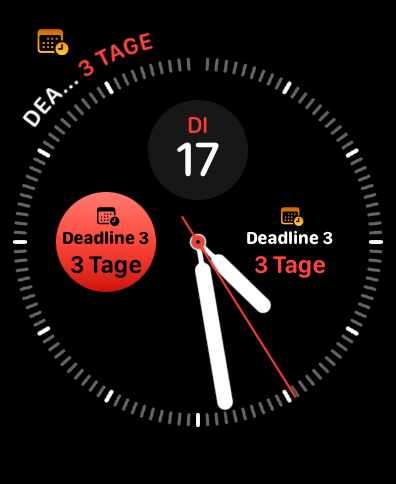 DEA... 3 TAGE
DI
17
Deadline 3
3 Tage
Deadline 3
3 Tage